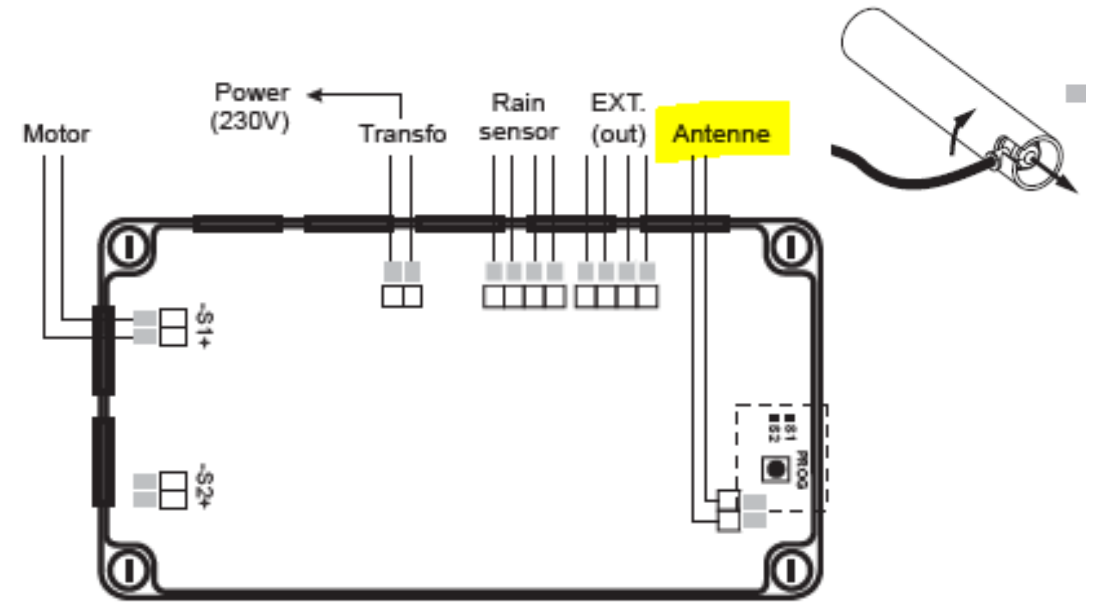 Power
(230V)
Motor
Transfo
Rain
sensor
EXT.
(out)
Antenne
-S1+
-S2+
S1
S2
PROG